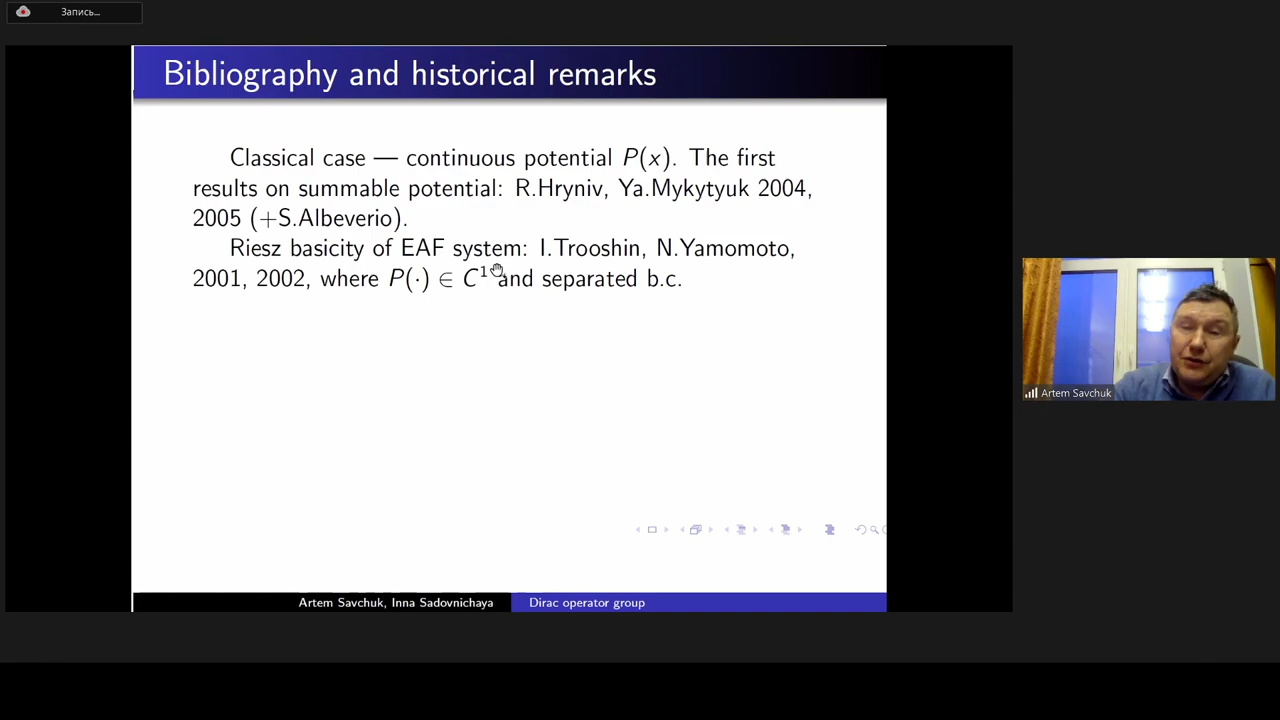 Запись...
Bibliography and historical remarks
Classical case — continuous potential P(x). The first
results on summable potential: R.Hryniv, Ya.Mykytyuk 2004,
2005 (+S.Albeverio).
Riesz basicity of EAF system: I.Trooshin, N.Yamomoto,
2001, 2002, where P(·) ∈ C¹ and separated b.c.
Artem Savchuk
Artem Savchuk, Inna Sadovnichaya
Dirac operator group